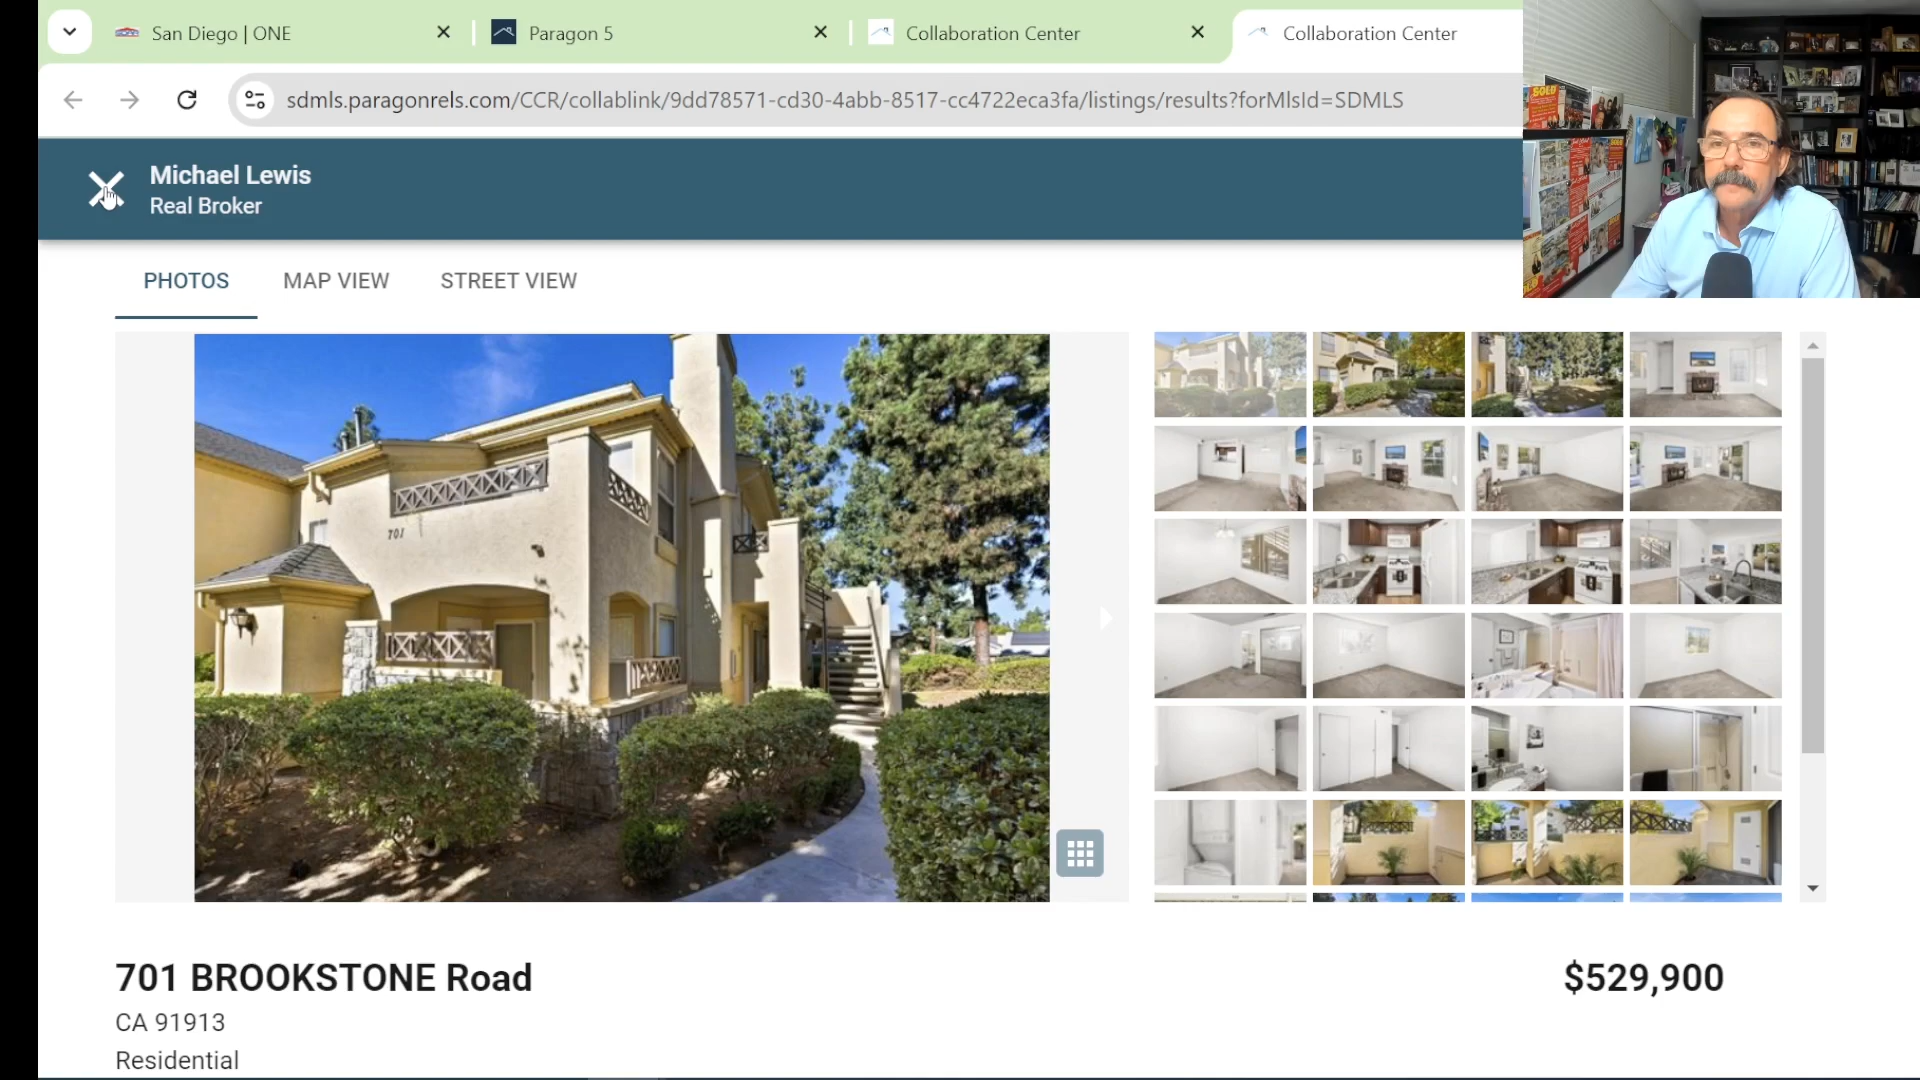 San Diego | ONE
Paragon 5
Collaboration Center
Collaboration Center
sdmls.paragonrels.com/CCR/collablink/9dd78571-cd30-4abb-8517-cc4722eca3fa/listings/results?forMlsId=SDMLS
Michael Lewis
Real Broker
PHOTOS
MAP VIEW
STREET VIEW
SOLD
701
701 BROOKSTONE Road
$529,900
CA 91913
Residential